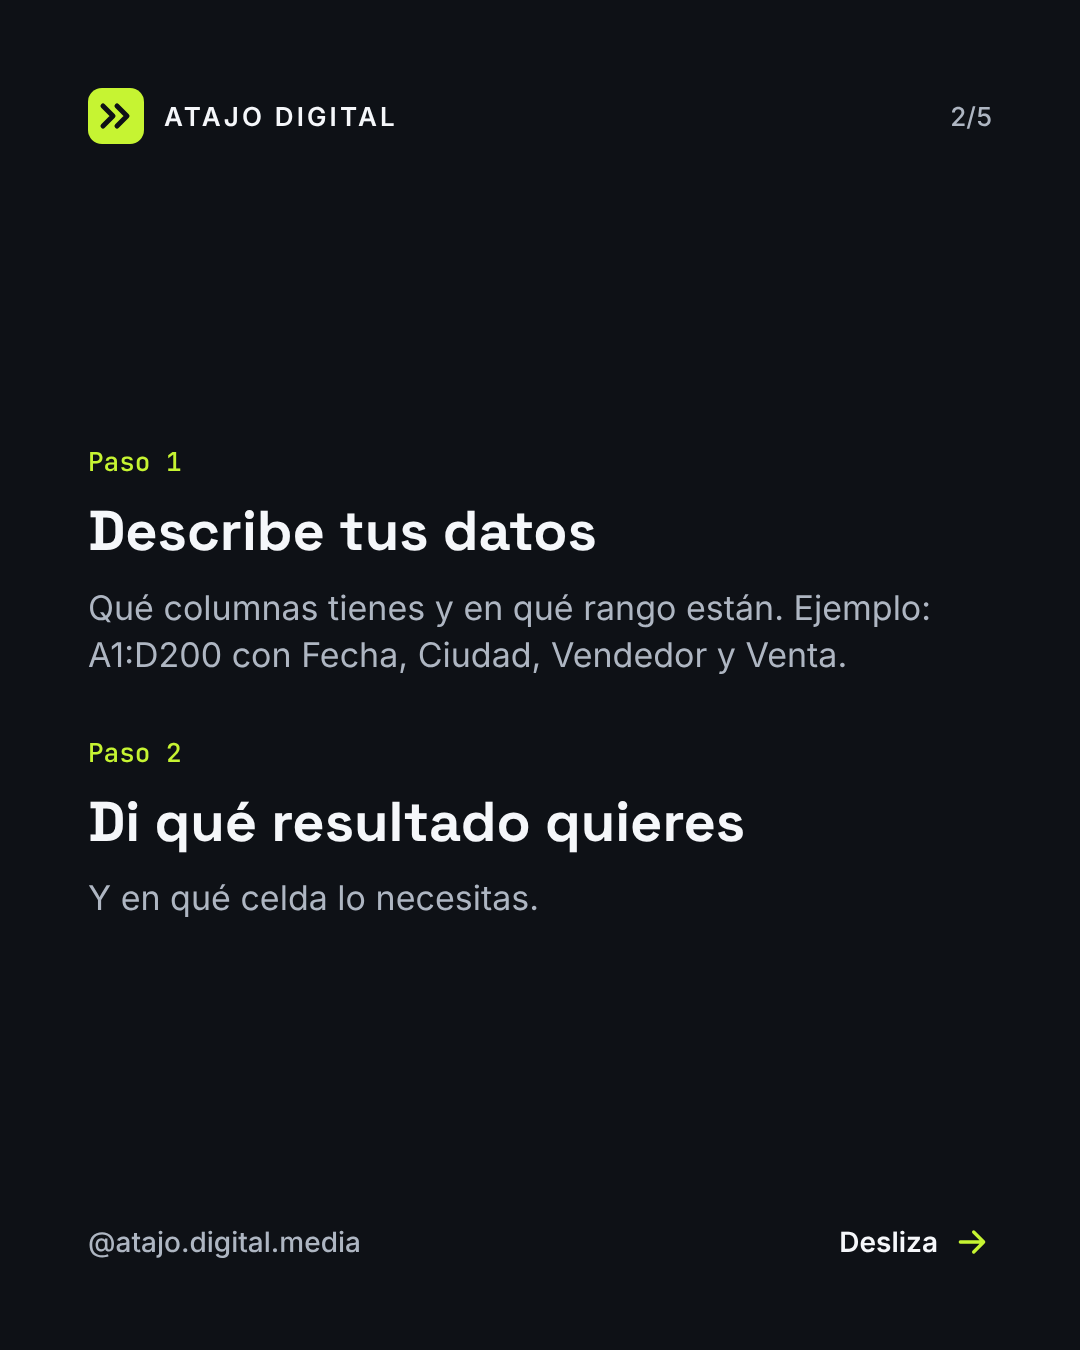 ATAJO DIGITAL
2/5
Paso 1
Describe tus datos
Qué columnas tienes y en qué rango están. Ejemplo:
A1:D200 con Fecha, Ciudad, Vendedor y Venta.
Paso 2
Di qué resultado quieres
Y en qué celda lo necesitas.
@atajo.digital.media
Desliza →